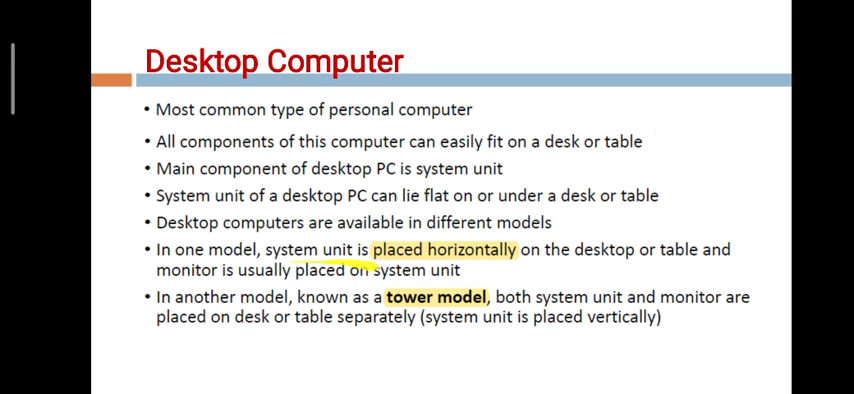 Desktop Computer
• Most common type of personal computer
• All components of this computer can easily fit on a desk or table
• Main component of desktop PC is system unit
• System unit of a desktop PC can lie flat on or under a desk or table
• Desktop computers are available in different models
• In one model, system unit is placed horizontally on the desktop or table and
monitor is usually placed on system unit
• In another model, known as a tower model, both system unit and monitor are
placed on desk or table separately (system unit is placed vertically)